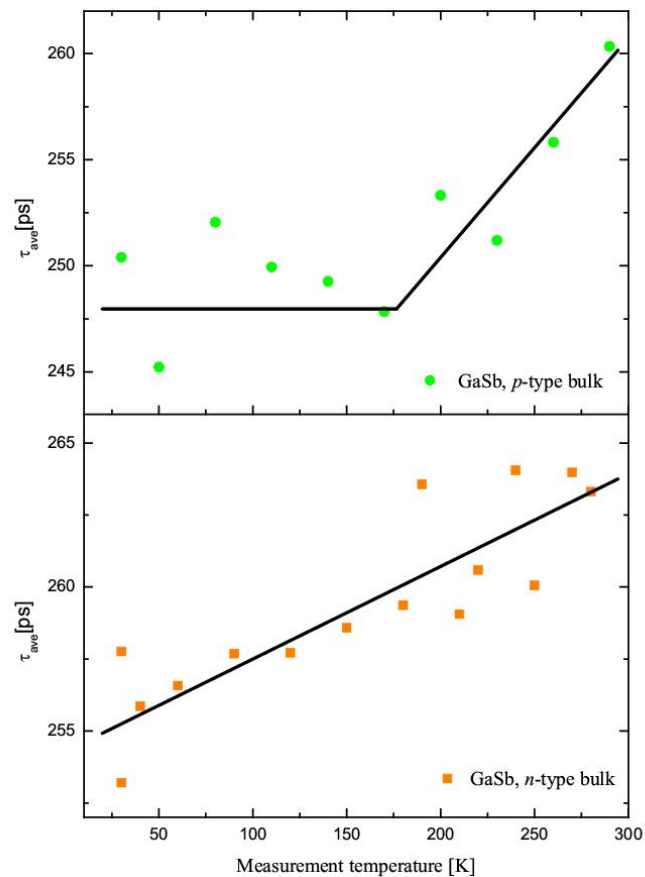 260
255
250
245
τave[ps]
GaSb, p-type bulk
265
260
255
τave[ps]
GaSb, n-type bulk
50 100 150 200 250 300
Measurement temperature [K]